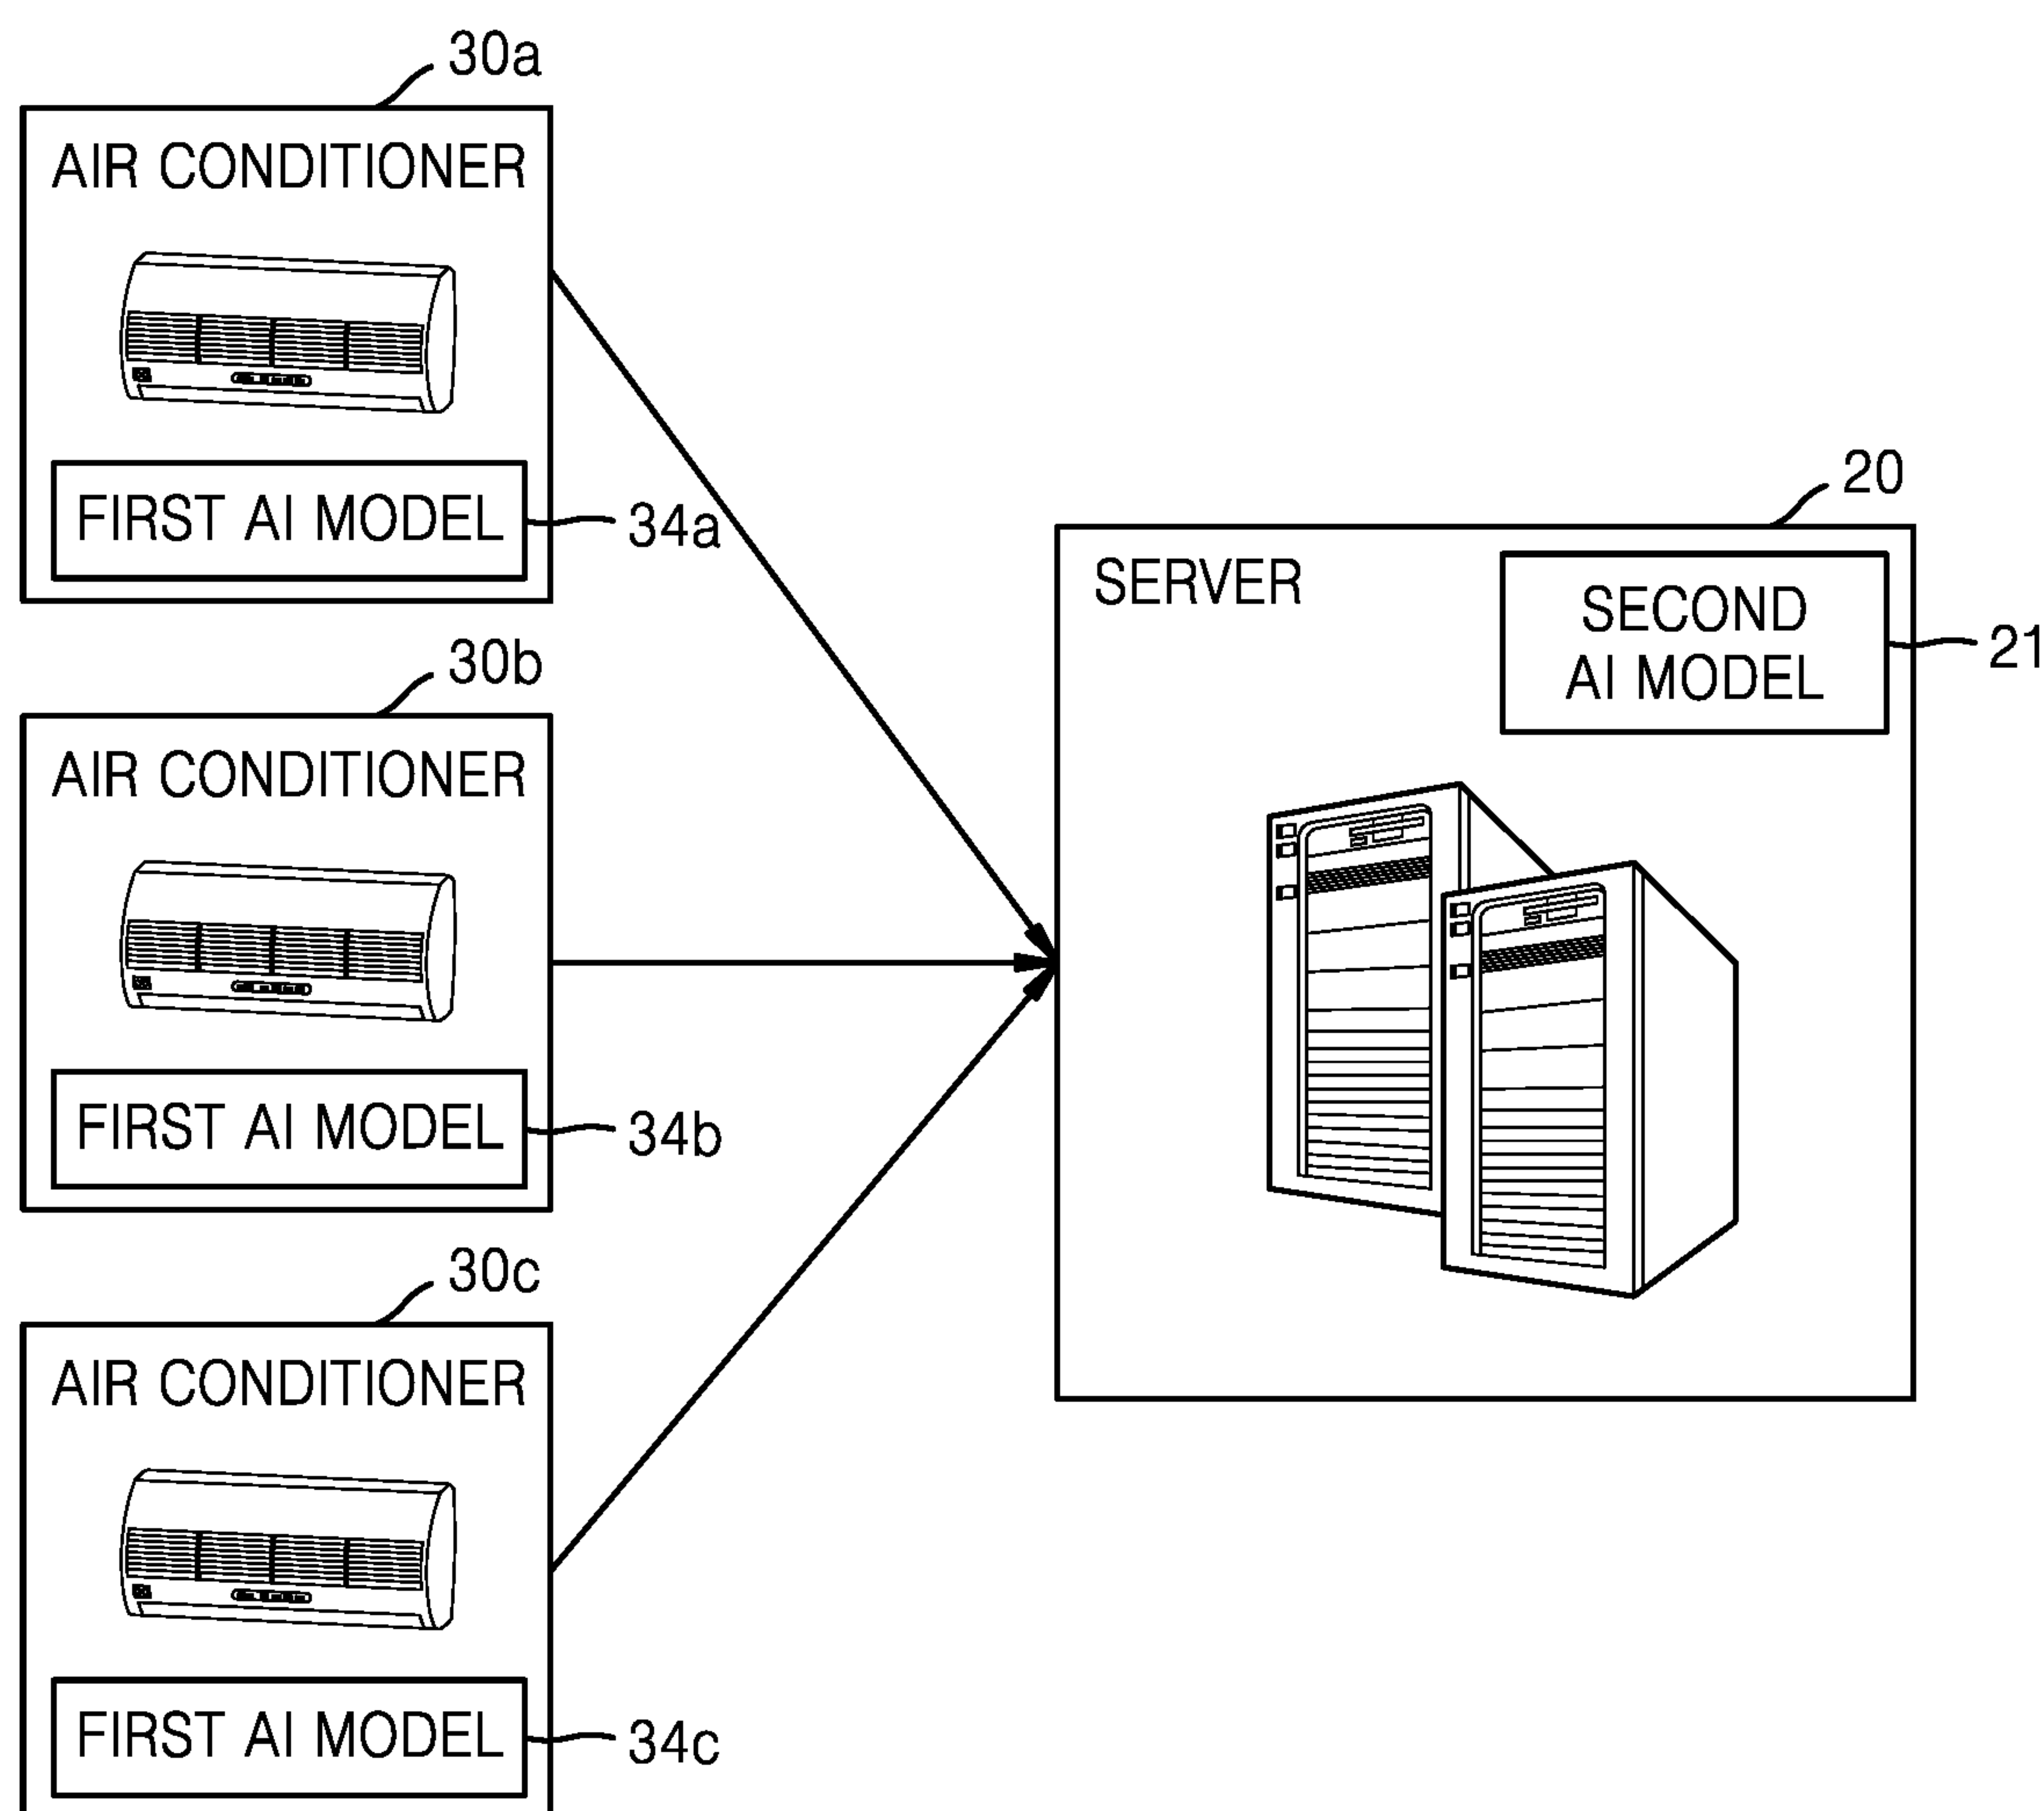 30a
AIR CONDITIONER
FIRST AI MODEL
34a
30b
AIR CONDITIONER
FIRST AI MODEL
34b
30c
AIR CONDITIONER
FIRST AI MODEL
34c
20
SERVER
SECOND
AI MODEL
21